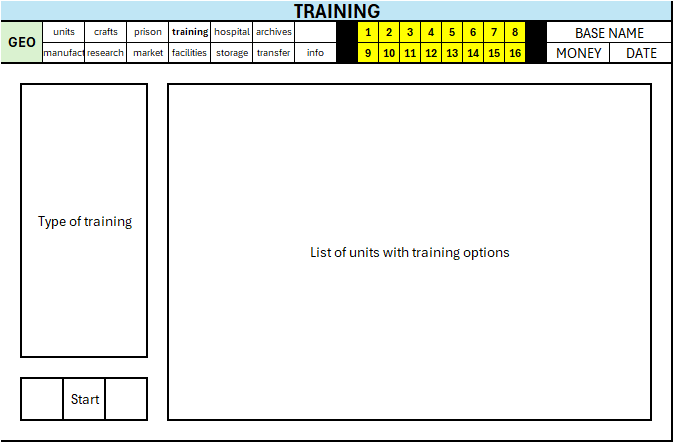 TRAINING
GEO
units crafts prison training hospital archives
manufact research market facilities storage transfer info
1 2 3 4 5 6 7 8
9 10 11 12 13 14 15 16
BASE NAME
MONEY DATE
Type of training
List of units with training options
Start